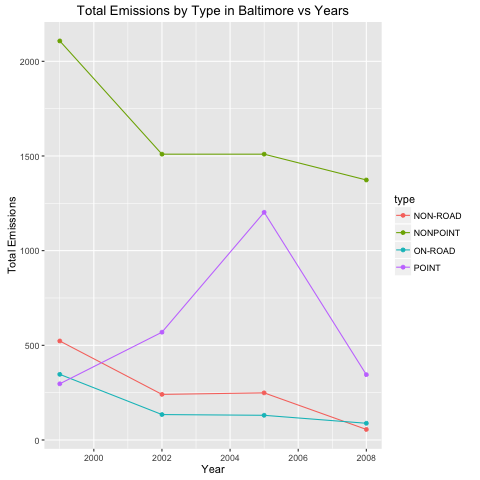 Total Emissions by Type in Baltimore vs Years
Total Emissions
2000
1500
1000
500
0
2000 2002 2004 2006 2008
Year
type
NON-ROAD
NONPOINT
ON-ROAD
POINT